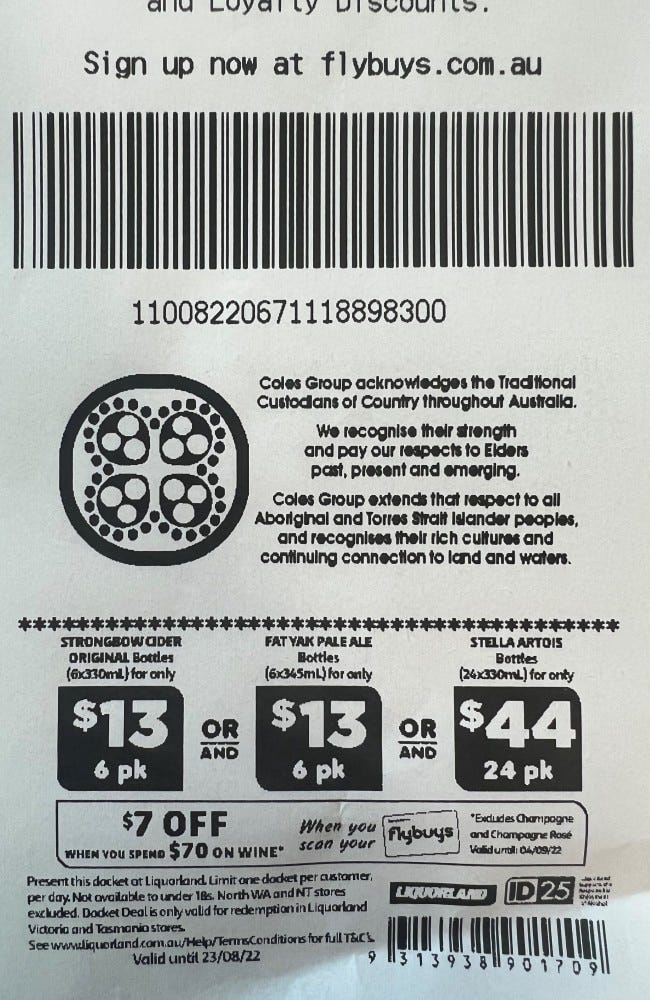 and Loyalty Discounts.
Sign up now at flybuys.com.au
11008220671118898300
Coles Group acknowledges the Traditional
Custodians of Country throughout Australia.
We recognise their strength
and pay our respects to Elders
past, present and emerging.
Coles Group extends that respect to all
Aboriginal and Torres Strait Islander peoples,
and recognises their rich cultures and
continuing connection to land and waters.
************************************************
STRONGBOW CIDER
ORIGINAL Bottles
(6x330mL) for only
$13
6 pk
OR
AND
FAT YAK PALE ALE
Bottles
(6x345mL) for only
$13
6 pk
OR
AND
STELLA ARTOIS
Bottles
(24x330mL) for only
$44
24 pk
$7 OFF
WHEN YOU SPEND $70 ON WINE*
When you
scan your
flybuys
*Excludes Champagne
and Champagne Rosé
Valid until: 04/09/22
Present this docket at Liquorland. Limit one docket per customer,
per day. Not available to under 18s. North WA and NT stores
excluded. Docket Deal is only valid for redemption in Liquorland
Victoria and Tasmania stores.
See www.liquorland.com.au/Help/TermsConditions for full T&C's.
Valid until 23/08/22
LIQUORLAND
ID 25
9 313938 901709